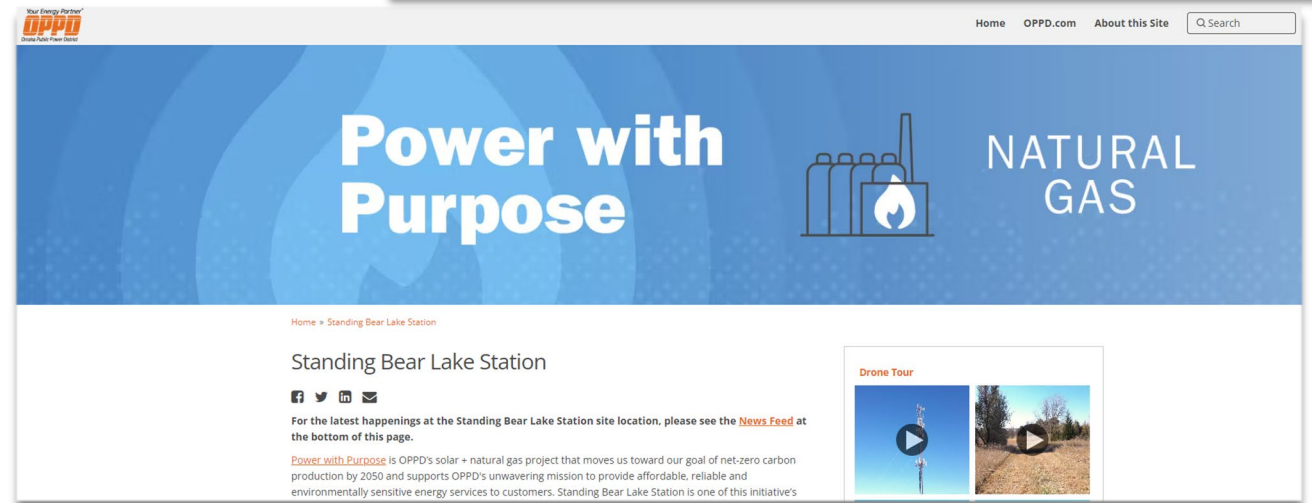 Your Energy Partner®
OPPD
Omaha Public Power District
Home OPPD.com About this Site Search
Power with
Purpose
NATURAL
GAS
Home » Standing Bear Lake Station
Standing Bear Lake Station
For the latest happenings at the Standing Bear Lake Station site location, please see the News Feed at
the bottom of this page.
Power with Purpose is OPPD's solar + natural gas project that moves us toward our goal of net-zero carbon
production by 2050 and supports OPPD's unwavering mission to provide affordable, reliable and
environmentally sensitive energy services to customers. Standing Bear Lake Station is one of this initiative's
Drone Tour